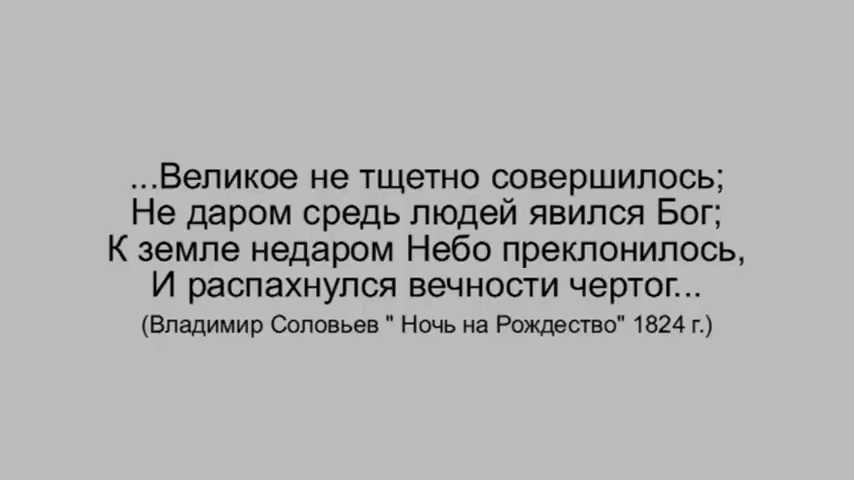 ...Великое не тщетно совершилось;
Не даром средь людей явился Бог;
К земле недаром Небо преклонилось,
И распахнулся вечности чертог...
(Владимир Соловьев " Ночь на Рождество" 1824 г.)